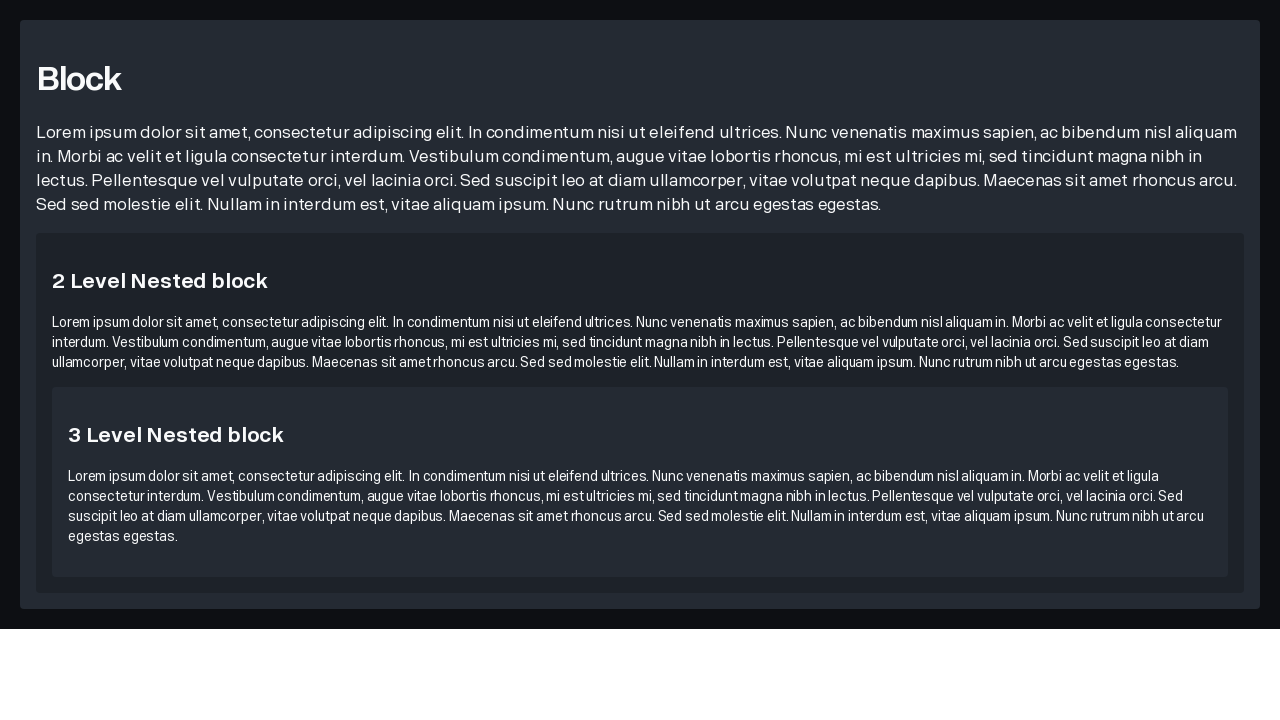 Block
Lorem ipsum dolor sit amet, consectetur adipiscing elit. In condimentum nisi ut eleifend ultrices. Nunc venenatis maximus sapien, ac bibendum nisl aliquam
in. Morbi ac velit et ligula consectetur interdum. Vestibulum condimentum, augue vitae lobortis rhoncus, mi est ultricies mi, sed tincidunt magna nibh in
lectus. Pellentesque vel vulputate orci, vel lacinia orci. Sed suscipit leo at diam ullamcorper, vitae volutpat neque dapibus. Maecenas sit amet rhoncus arcu.
Sed sed molestie elit. Nullam in interdum est, vitae aliquam ipsum. Nunc rutrum nibh ut arcu egestas egestas.
2 Level Nested block
Lorem ipsum dolor sit amet, consectetur adipiscing elit. In condimentum nisi ut eleifend ultrices. Nunc venenatis maximus sapien, ac bibendum nisl aliquam in. Morbi ac velit et ligula consectetur
interdum. Vestibulum condimentum, augue vitae lobortis rhoncus, mi est ultricies mi, sed tincidunt magna nibh in lectus. Pellentesque vel vulputate orci, vel lacinia orci. Sed suscipit leo at diam
ullamcorper, vitae volutpat neque dapibus. Maecenas sit amet rhoncus arcu. Sed sed molestie elit. Nullam in interdum est, vitae aliquam ipsum. Nunc rutrum nibh ut arcu egestas egestas.
3 Level Nested block
Lorem ipsum dolor sit amet, consectetur adipiscing elit. In condimentum nisi ut eleifend ultrices. Nunc venenatis maximus sapien, ac bibendum nisl aliquam in. Morbi ac velit et ligula
consectetur interdum. Vestibulum condimentum, augue vitae lobortis rhoncus, mi est ultricies mi, sed tincidunt magna nibh in lectus. Pellentesque vel vulputate orci, vel lacinia orci. Sed
suscipit leo at diam ullamcorper, vitae volutpat neque dapibus. Maecenas sit amet rhoncus arcu. Sed sed molestie elit. Nullam in interdum est, vitae aliquam ipsum. Nunc rutrum nibh ut arcu
egestas egestas.